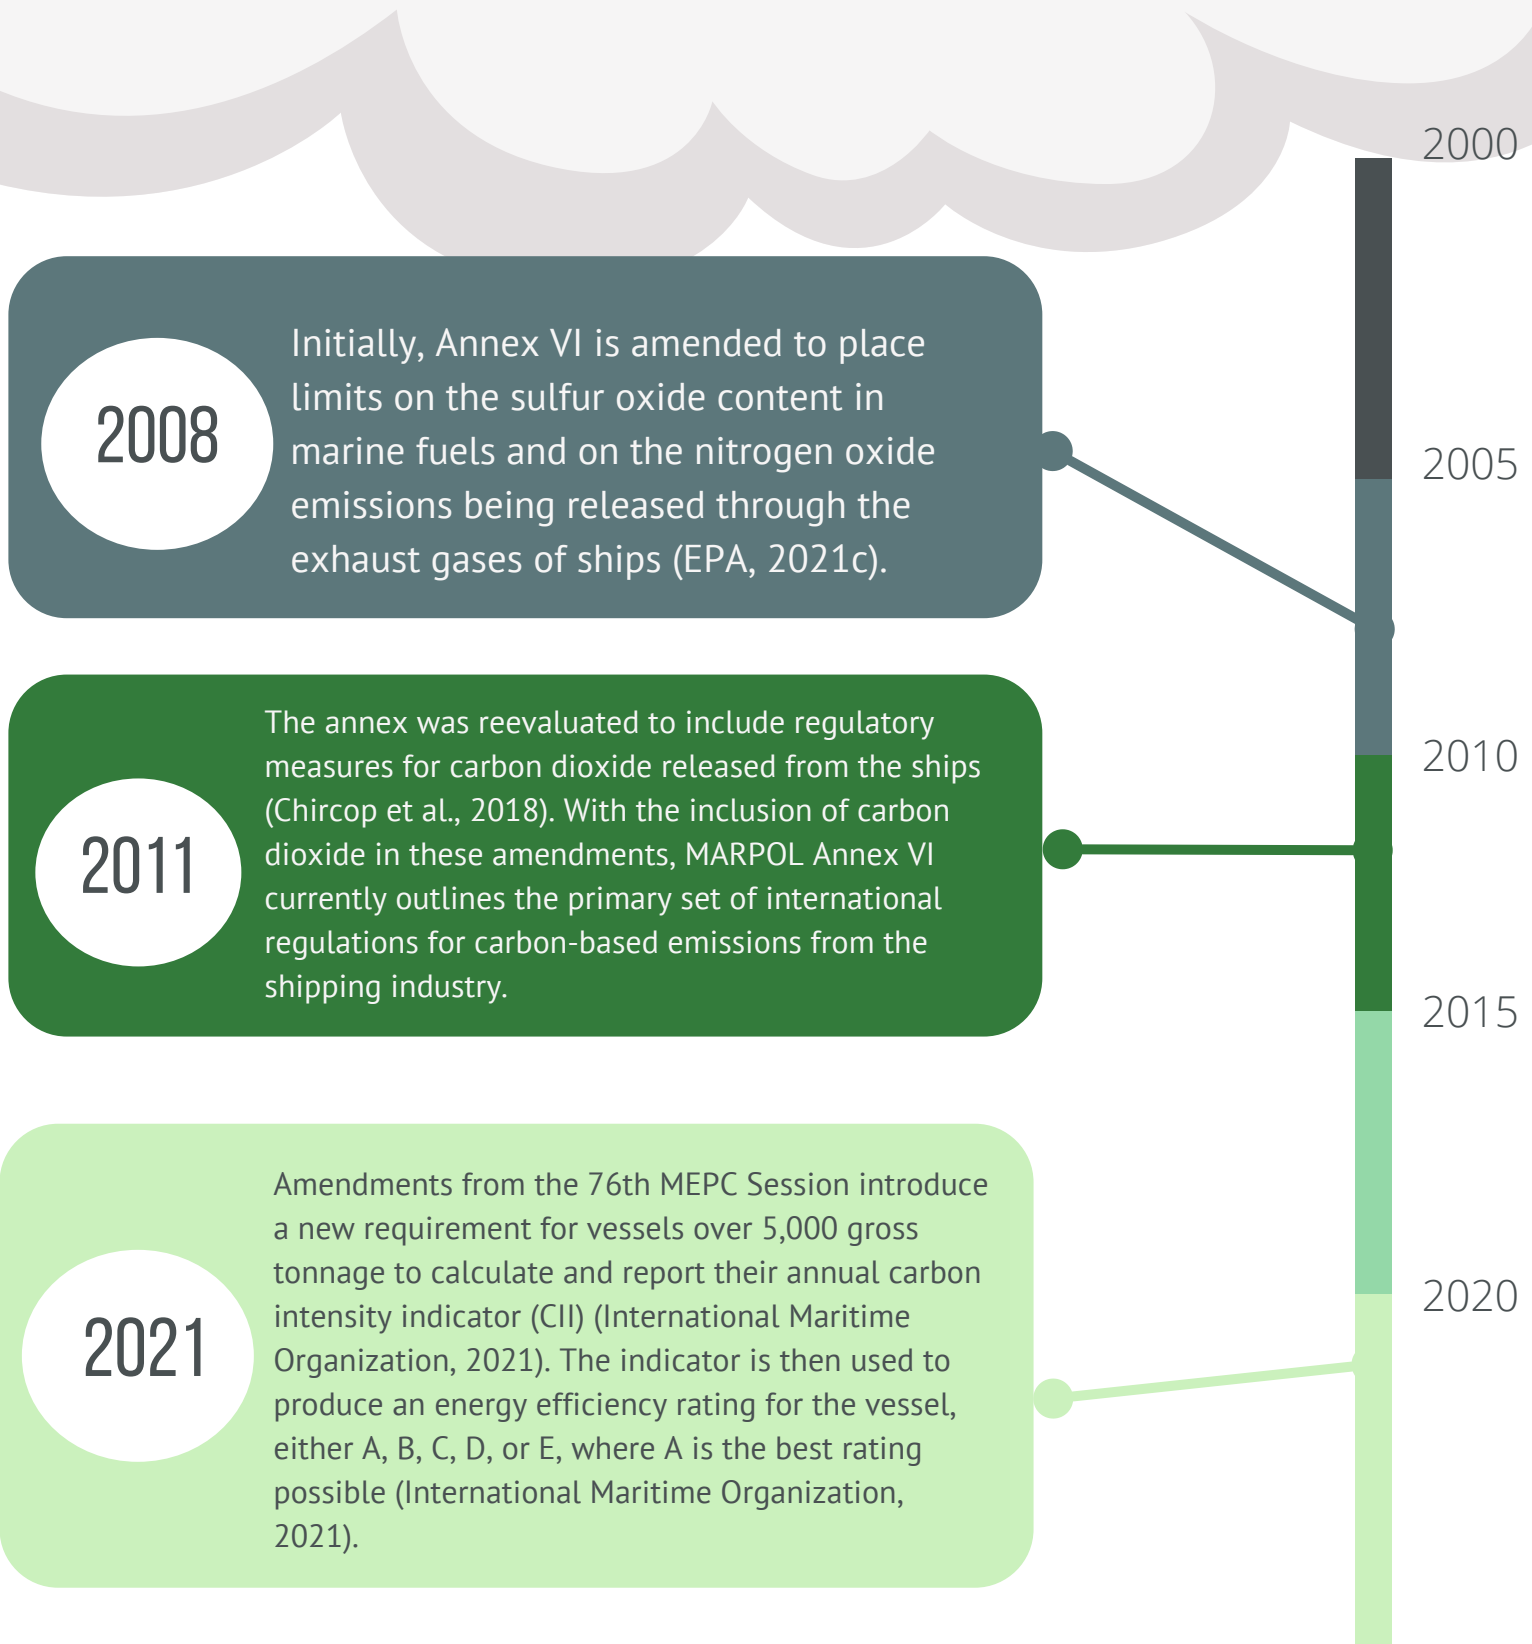 2000
2008
Initially, Annex VI is amended to place
limits on the sulfur oxide content in
marine fuels and on the nitrogen oxide
emissions being released through the
exhaust gases of ships (EPA, 2021c).
2005
2010
2011
The annex was reevaluated to include regulatory
measures for carbon dioxide released from the ships
(Chircop et al., 2018). With the inclusion of carbon
dioxide in these amendments, MARPOL Annex VI
currently outlines the primary set of international
regulations for carbon-based emissions from the
shipping industry.
2015
2021
Amendments from the 76th MEPC Session introduce
a new requirement for vessels over 5,000 gross
tonnage to calculate and report their annual carbon
intensity indicator (CII) (International Maritime
Organization, 2021). The indicator is then used to
produce an energy efficiency rating for the vessel,
either A, B, C, D, or E, where A is the best rating
possible (International Maritime Organization,
2021).
2020